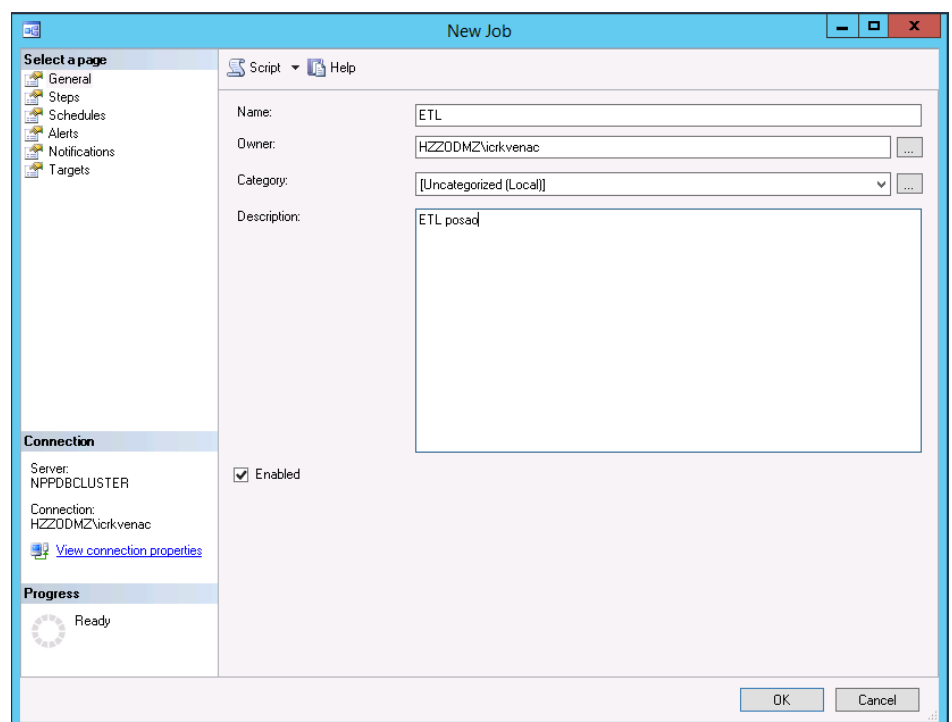 New Job
Select a page
General
Steps
Schedules
Alerts
Notifications
Targets
Script
Help
Name:
ETL
Owner:
HZZODMZ\icrkvenac
...
Category:
[Uncategorized (Local)]
...
Description:
ETL posao
Enabled
Connection
Server:
NPPDBCLUSTER
Connection:
HZZODMZ\icrkvenac
View connection properties
Progress
Ready
OK
Cancel